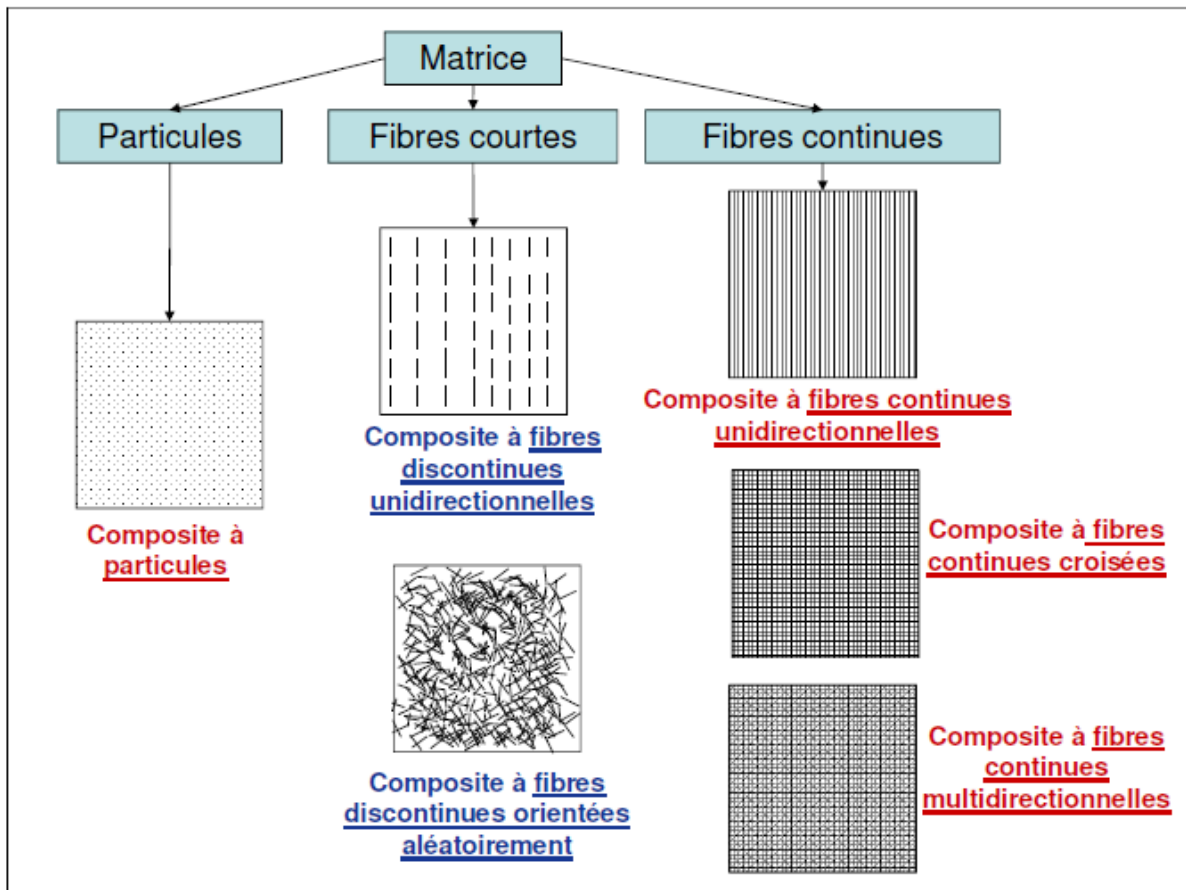 Matrice
Particules
Fibres courtes
Fibres continues
Composite à
particules
Composite à fibres
discontinues
unidirectionnelles
Composite à fibres
discontinues orientées
aléatoirement
Composite à fibres continues
unidirectionnelles
Composite à fibres
continues croisées
Composite à fibres
continues
multidirectionnelles